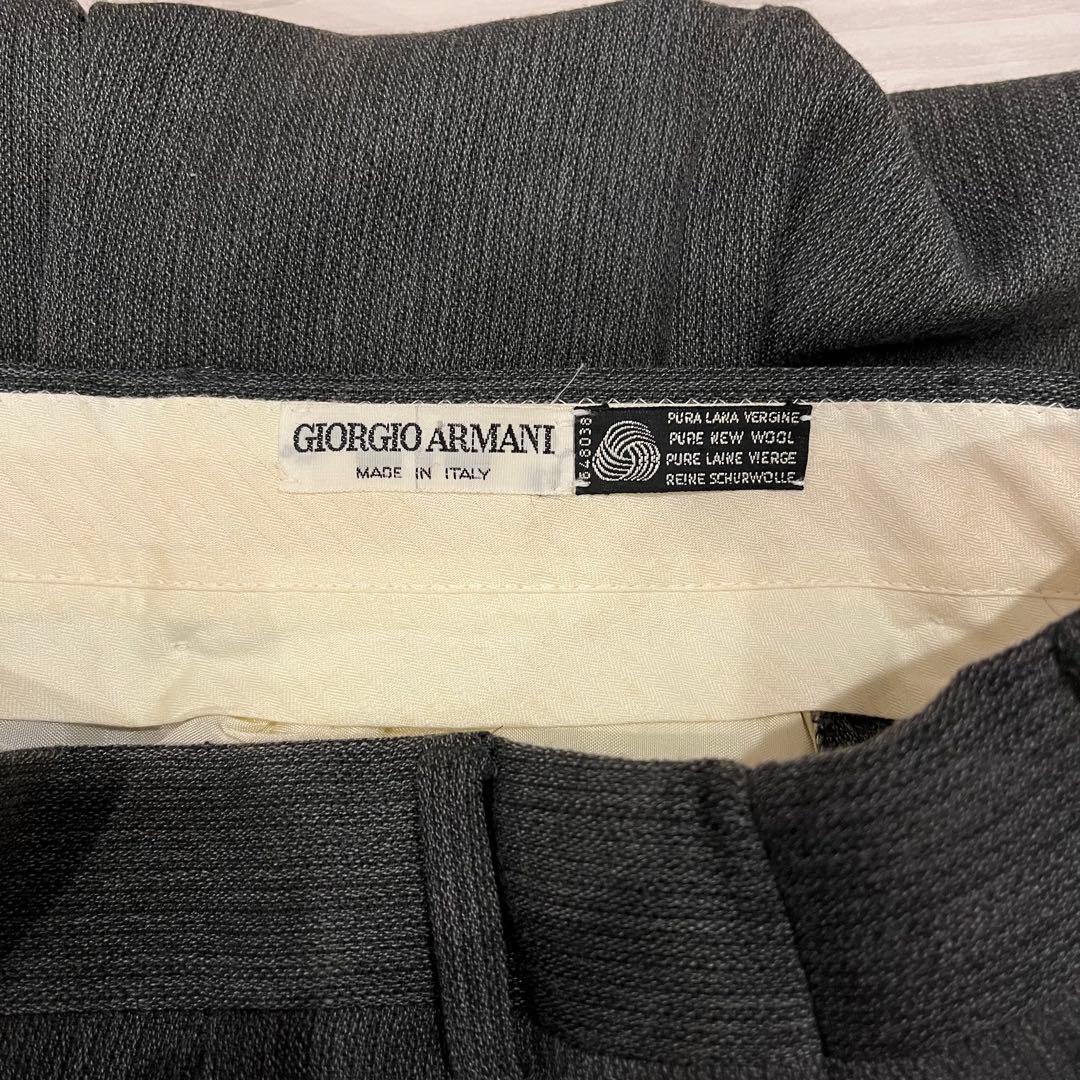 GIORGIO ARMANI
MADE IN ITALY
648038
PURA LANA VERGINE
PURE NEW WOOL
PURE LAINE VIERGE
REINE SCHURWOLLE